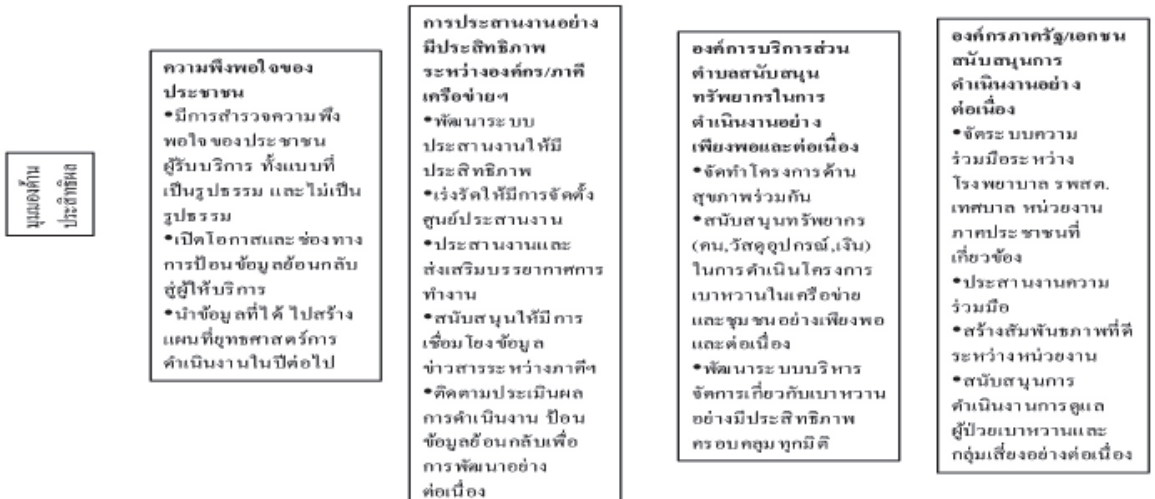 มุมมองด้าน
ประสิทธิผล
ความพึงพอใจของ
ประชาชน
•มีการสำรวจความพึง
พอใจของประชาชน
ผู้รับบริการ ทั้งแบบที่
เป็นรูปธรรม และไม่เป็น
รูปธรรม
•เปิดโอกาสและช่องทาง
การป้อนข้อมูลย้อนกลับ
สู่ผู้ให้บริการ
•นำข้อมูลที่ได้ ไปสร้าง
แผนที่ยุทธศาสตร์การ
ดำเนินงานในปีต่อไป
การประสานงานอย่าง
มีประสิทธิภาพ
ระหว่างองค์กร/ภาคี
เครือข่ายฯ
•พัฒนาระบบ
ประสานงานให้มี
ประสิทธิภาพ
•เร่งรัดให้มีการจัดตั้ง
ศูนย์ประสานงาน
•ประสานงานและ
ส่งเสริมบรรยากาศการ
ทำงาน
•สนับสนุนให้มีการ
เชื่อมโยงข้อมูล
ข่าวสารระหว่างภาคีฯ
•ติดตามประเมินผล
การดำเนินงาน ป้อน
ข้อมูลย้อนกลับเพื่อ
การพัฒนาอย่าง
ต่อเนื่อง
องค์การบริการส่วน
ตำบลสนับสนุน
ทรัพยากรในการ
ดำเนินงานอย่าง
เพียงพอและต่อเนื่อง
•จัดทำโครงการด้าน
สุขภาพร่วมกัน
•สนับสนุนทรัพยากร
(คน,วัสดุอุปกรณ์,เงิน)
ในการดำเนินโครงการ
เบาหวานในเครือข่าย
และชุมชนอย่างเพียงพอ
และต่อเนื่อง
•พัฒนาระบบบริหาร
จัดการเกี่ยวกับเบาหวาน
อย่างมีประสิทธิภาพ
ครอบคลุมทุกมิติ
องค์กรภาครัฐ/เอกชน
สนับสนุนการ
ดำเนินงานอย่าง
ต่อเนื่อง
•จัดระบบความ
ร่วมมือระหว่าง
โรงพยาบาล รพสต.
เทศบาล หน่วยงาน
ภาคประชาชนที่
เกี่ยวข้อง
•ประสานงานความ
ร่วมมือ
•สร้างสัมพันธภาพที่ดี
ระหว่างหน่วยงาน
•สนับสนุนการ
ดำเนินงานการดูแล
ผู้ป่วยเบาหวานและ
กลุ่มเสี่ยงอย่างต่อเนื่อง